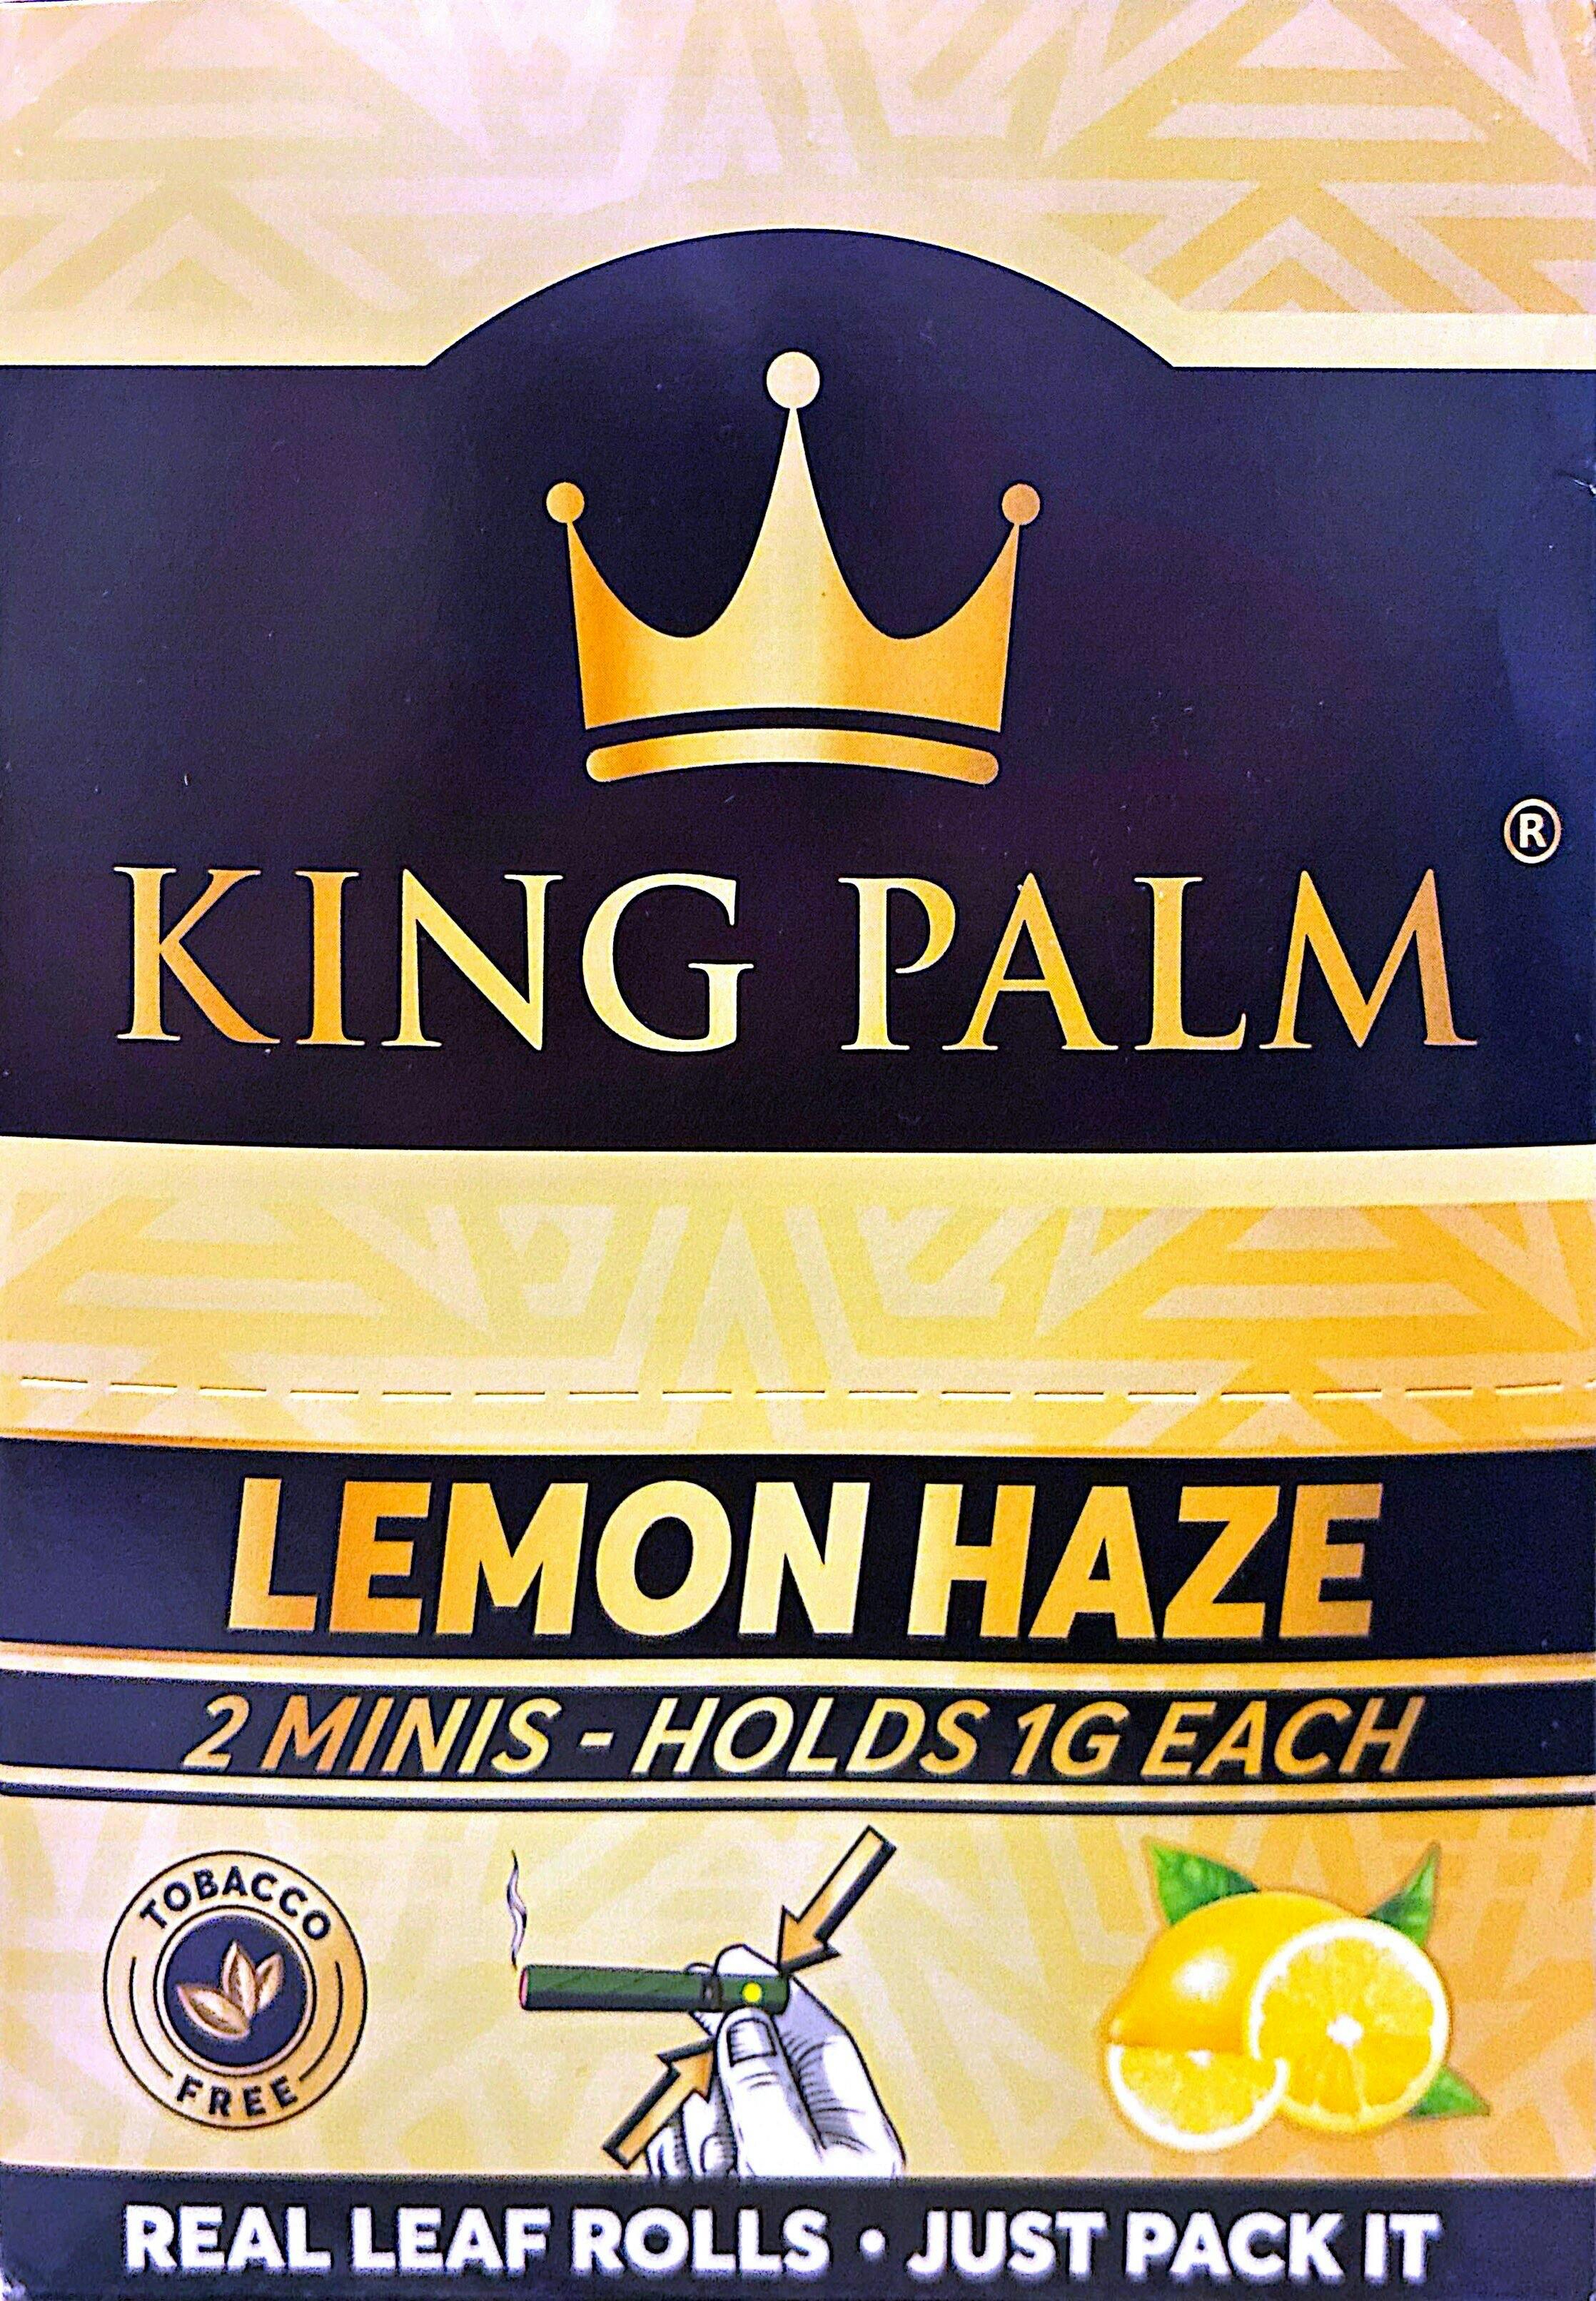 KING PALM ®
LEMON HAZE
2 MINIS - HOLDS 1G EACH
TOBACCO
FREE
REAL LEAF ROLLS • JUST PACK IT